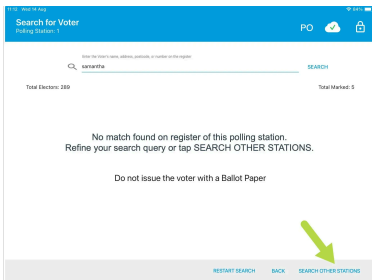 11:12 Wed 14 Aug
94%
Search for Voter
Polling Station: 1
PO
Enter the Voter's name, address, postcode, or number on the register
samantha
SEARCH
Total Electors: 289
Total Marked: 5
No match found on register of this polling station.
Refine your search query or tap SEARCH OTHER STATIONS.
Do not issue the voter with a Ballot Paper
RESTART SEARCH
BACK
SEARCH OTHER STATIONS